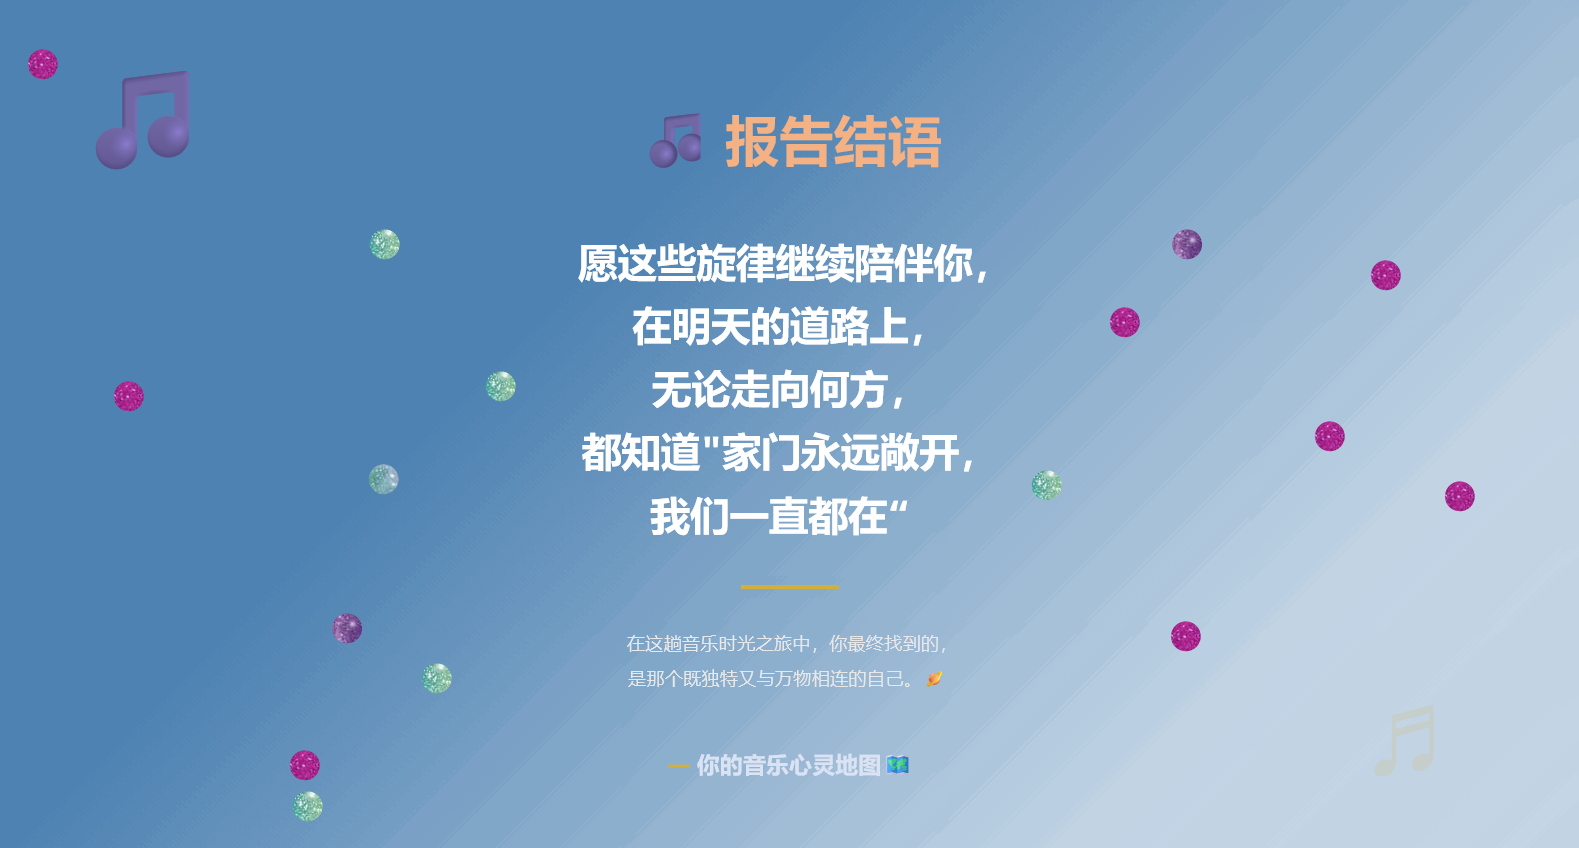 报告结语
愿这些旋律继续陪伴你，
在明天的道路上，
无论走向何方，
都知道"家门永远敞开，
我们一直都在“
在这趟音乐时光之旅中，你最终找到的，
是那个既独特又与万物相连的自己。
— 你的音乐心灵地图